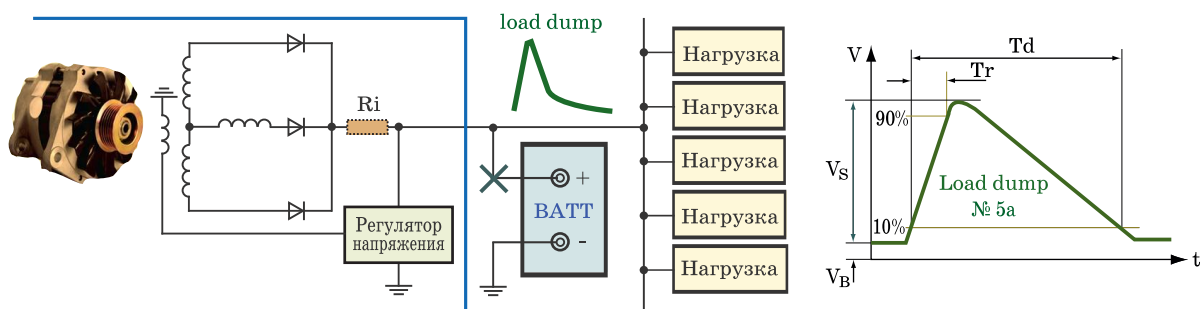 load dump
Ri
Регулятор
напряжения
+
BATT
-
Нагрузка
Нагрузка
Нагрузка
Нагрузка
Нагрузка
V
Td
Tr
90%
VS
Load dump
№ 5a
10%
VB
t